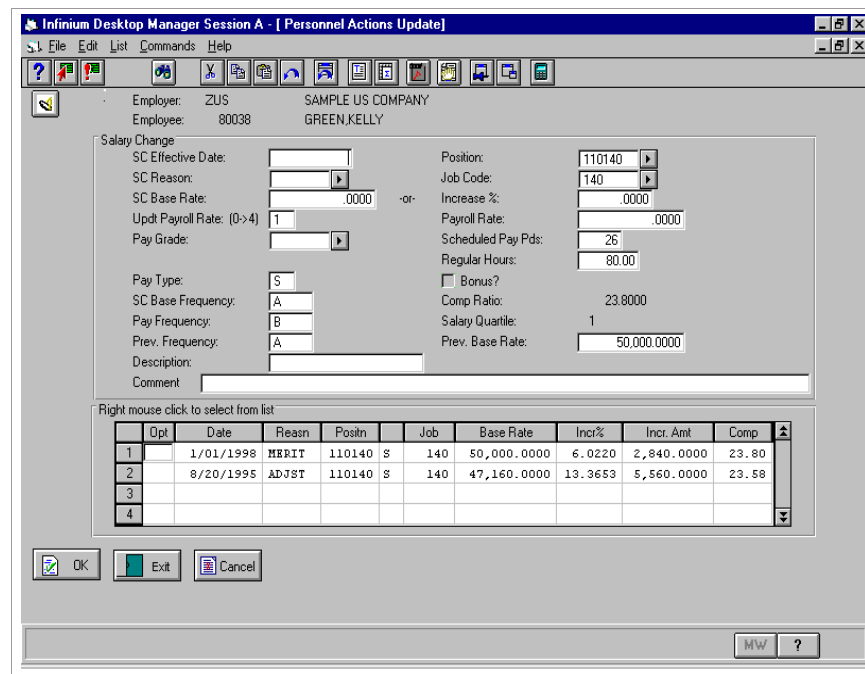 Infinium Desktop Manager Session A - [ Personnel Actions Update]
File Edit List Commands Help
Employer: ZUS SAMPLE US COMPANY
Employee: 80038 GREEN,KELLY
Salary Change
SC Effective Date: Position: 110140
SC Reason: Job Code: 140
SC Base Rate: .0000 -or- Increase %: .0000
Updt Payroll Rate: (0->4) 1 Payroll Rate: .0000
Pay Grade: Scheduled Pay Pds: 26
Regular Hours: 80.00
Pay Type: S Bonus?
SC Base Frequency: A Comp Ratio: 23.8000
Pay Frequency: B Salary Quartile: 1
Prev. Frequency: A Prev. Base Rate: 50,000.0000
Description:
Comment
Right mouse click to select from list
Opt Date Reasn Positn Job Base Rate Incr% Incr. Amt Comp
1 1/01/1998 MERIT 110140 S 140 50,000.0000 6.0220 2,840.0000 23.80
2 8/20/1995 ADJST 110140 S 140 47,160.0000 13.3653 5,560.0000 23.58
3
4
OK Exit Cancel
MW ?